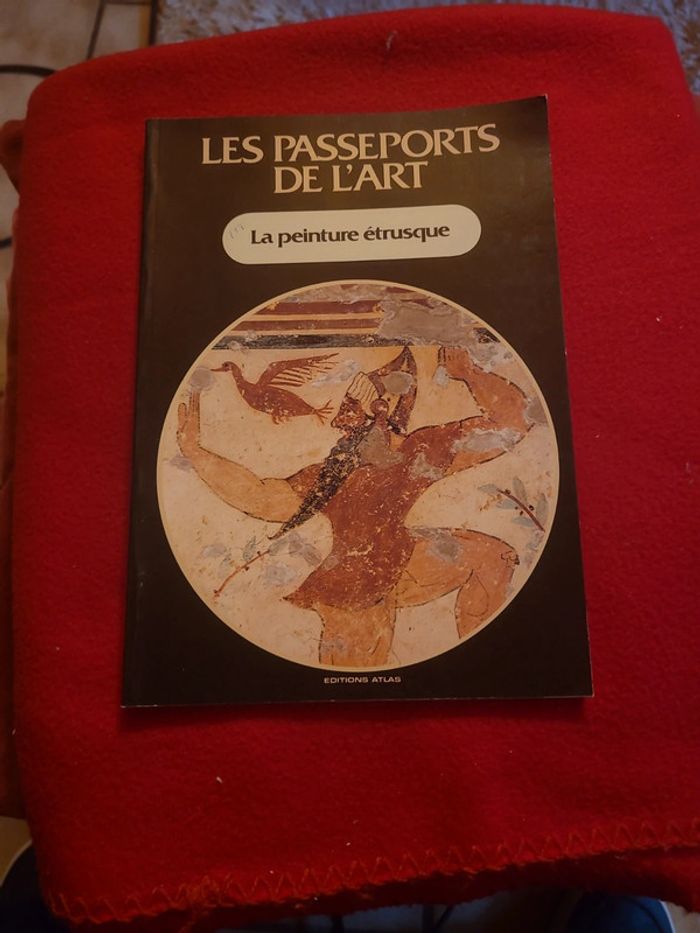 LES PASSEPORTS
DE L'ART
La peinture étrusque
EDITIONS ATLAS